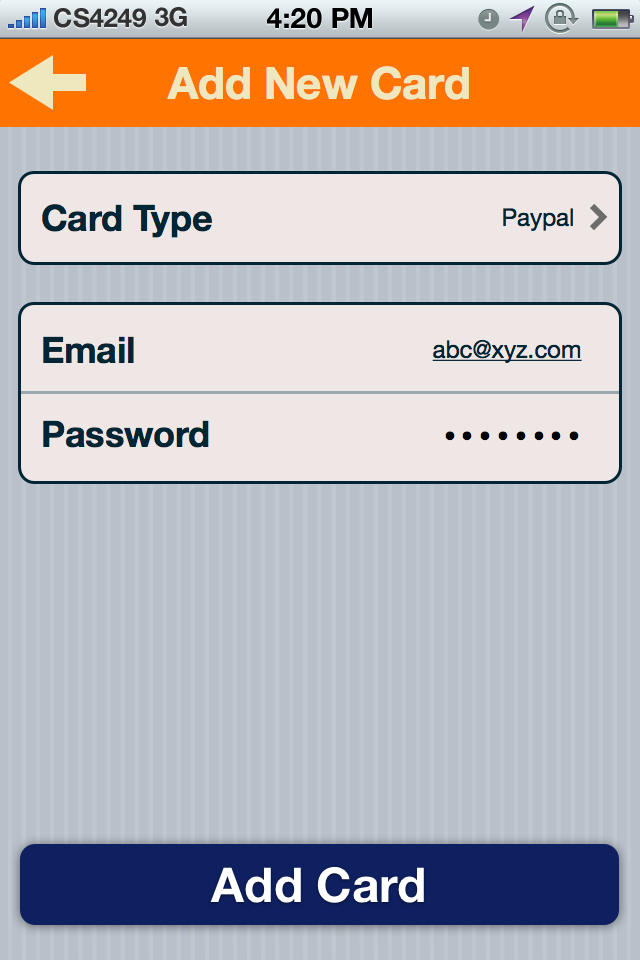 CS4249 3G 4:20 PM
Add New Card
Card Type Paypal
Email abc@xyz.com
Password ••••••••
Add Card